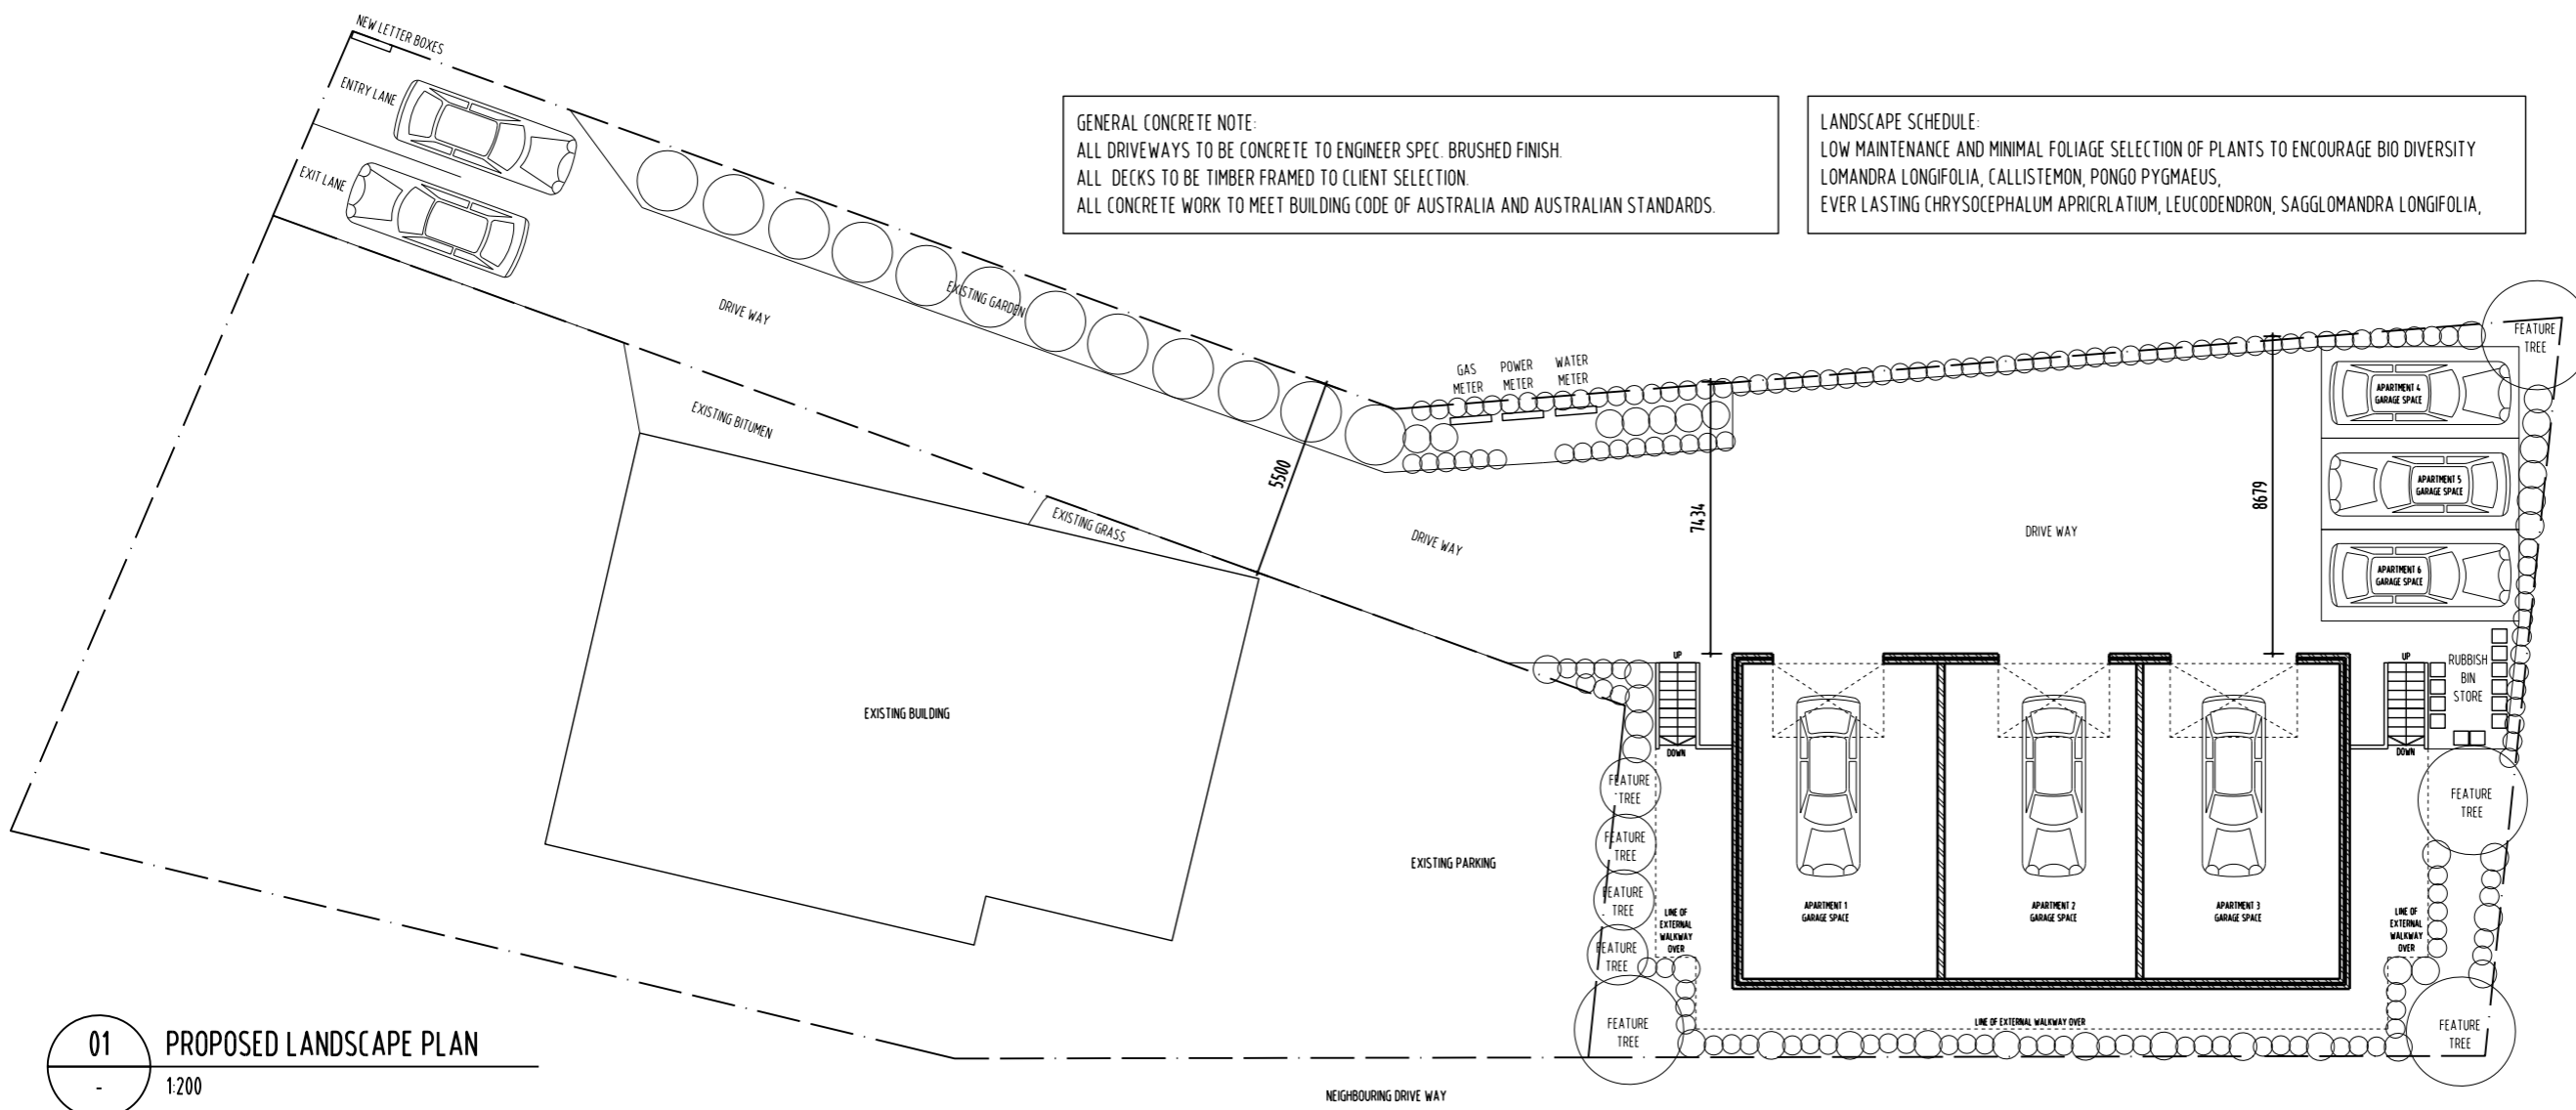 NEW LETTER BOXES
ENTRY LANE
EXIT LANE
GENERAL CONCRETE NOTE:
ALL DRIVEWAYS TO BE CONCRETE TO ENGINEER SPEC. BRUSHED FINISH.
ALL DECKS TO BE TIMBER FRAMED TO CLIENT SELECTION.
ALL CONCRETE WORK TO MEET BUILDING CODE OF AUSTRALIA AND AUSTRALIAN STANDARDS.
LANDSCAPE SCHEDULE:
LOW MAINTENANCE AND MINIMAL FOLIAGE SELECTION OF PLANTS TO ENCOURAGE BIO DIVERSITY
LOMANDRA LONGIFOLIA, CALLISTEMON, PONGO PYGMAEUS,
EVER LASTING CHRYSOCEPHALUM APRICRLATIUM, LEUCODENDRON, SAGGLOMANDRA LONGIFOLIA,
DRIVE WAY
EXISTING GARDEN
EXISTING BITUMEN
EXISTING GRASS
5500
GAS
METER
POWER
METER
WATER
METER
DRIVE WAY
7434
DRIVE WAY
8679
FEATURE
TREE
APARTMENT 4
GARAGE SPACE
APARTMENT 5
GARAGE SPACE
APARTMENT 6
GARAGE SPACE
EXISTING BUILDING
EXISTING PARKING
UP
DOWN
UP
DOWN
RUBBISH
BIN
STORE
FEATURE
TREE
FEATURE
TREE
FEATURE
TREE
FEATURE
TREE
FEATURE
TREE
FEATURE
TREE
FEATURE
TREE
LINE OF
EXTERNAL
WALKWAY
OVER
APARTMENT 1
GARAGE SPACE
APARTMENT 2
GARAGE SPACE
APARTMENT 3
GARAGE SPACE
LINE OF
EXTERNAL
WALKWAY
OVER
LINE OF EXTERNAL WALKWAY OVER
NEIGHBOURING DRIVE WAY
01
-
PROPOSED LANDSCAPE PLAN
1:200